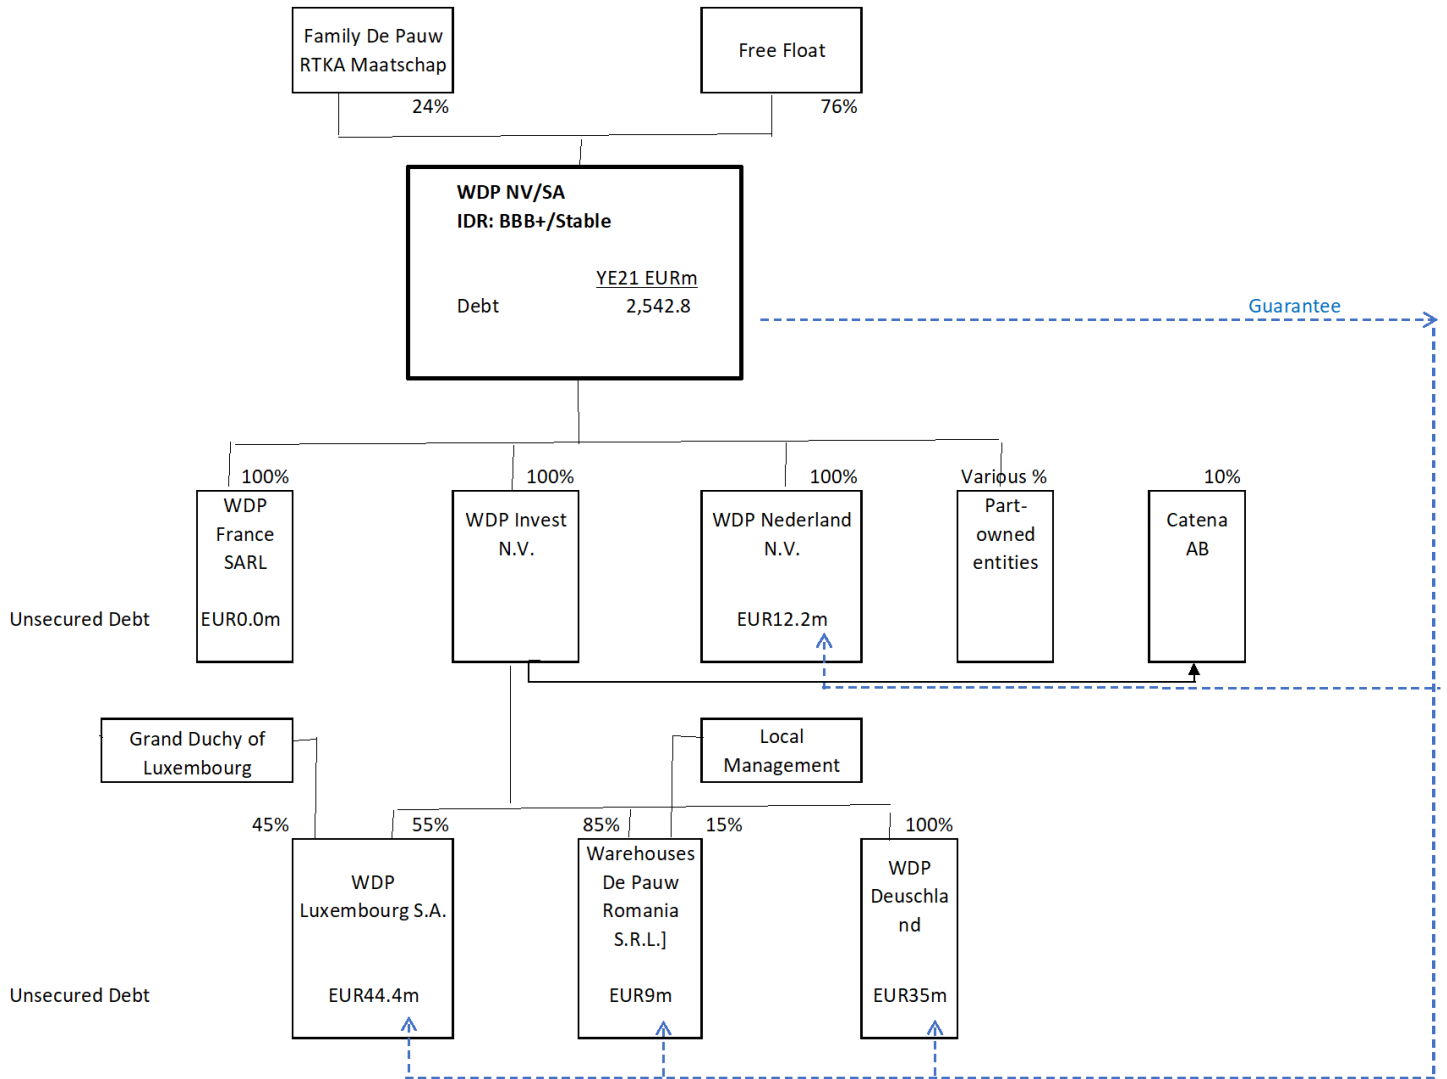 Family De Pauw
RTKA Maatschap
Free Float
24%
76%
WDP NV/SA
IDR: BBB+/Stable
YE21 EURm
Debt 2,542.8
Guarantee
100%
100%
100%
Various %
10%
WDP
France
SARL
WDP Invest
N.V.
WDP Nederland
N.V.
Part-
owned
entities
Catena
AB
Unsecured Debt
EUR0.0m
EUR12.2m
Grand Duchy of
Luxembourg
Local
Management
45%
55%
85%
15%
100%
WDP
Luxembourg S.A.
Warehouses
De Pauw
Romania
S.R.L.]
WDP
Deuschla
nd
Unsecured Debt
EUR44.4m
EUR9m
EUR35m